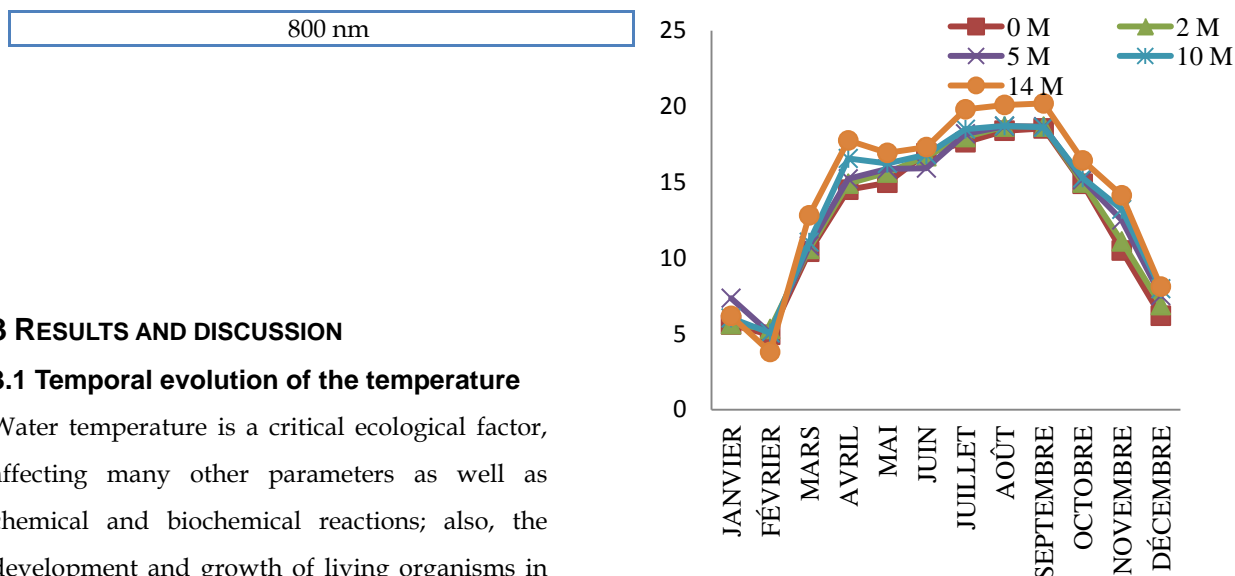 800 nm
3 RESULTS AND DISCUSSION
3.1 Temporal evolution of the temperature
Water temperature is a critical ecological factor,
affecting many other parameters as well as
chemical and biochemical reactions; also, the
development and growth of living organisms in
0 M
2 M
5 M
10 M
14 M
25
20
15
10
5
0
JANVIER
FÉVRIER
MARS
AVRIL
MAI
JUIN
JUILLET
AOÛT
SEPTEMBRE
OCTOBRE
NOVEMBRE
DÉCEMBRE